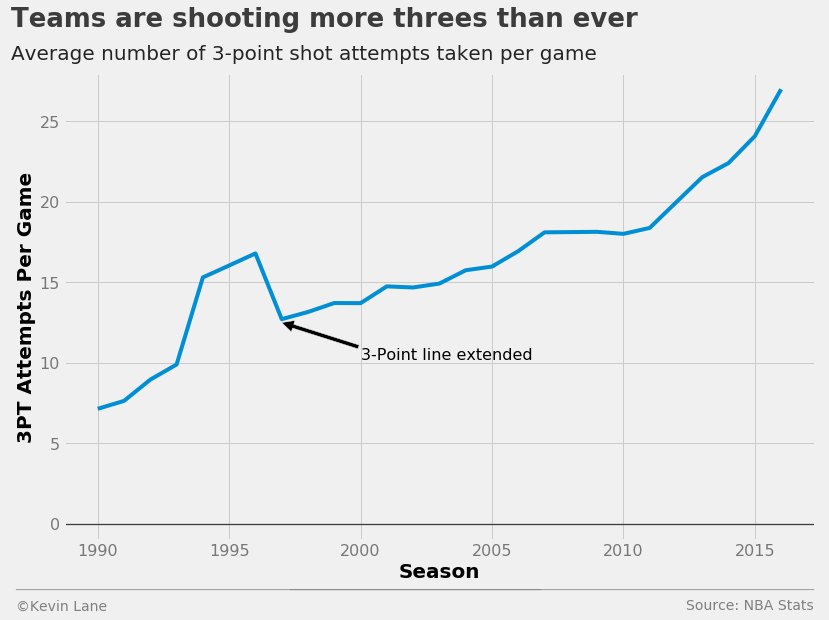 Teams are shooting more threes than ever
Average number of 3-point shot attempts taken per game
3PT Attempts Per Game
25
20
15
10
5
0
3-Point line extended
1990 1995 2000 2005 2010 2015
Season
©Kevin Lane
Source: NBA Stats